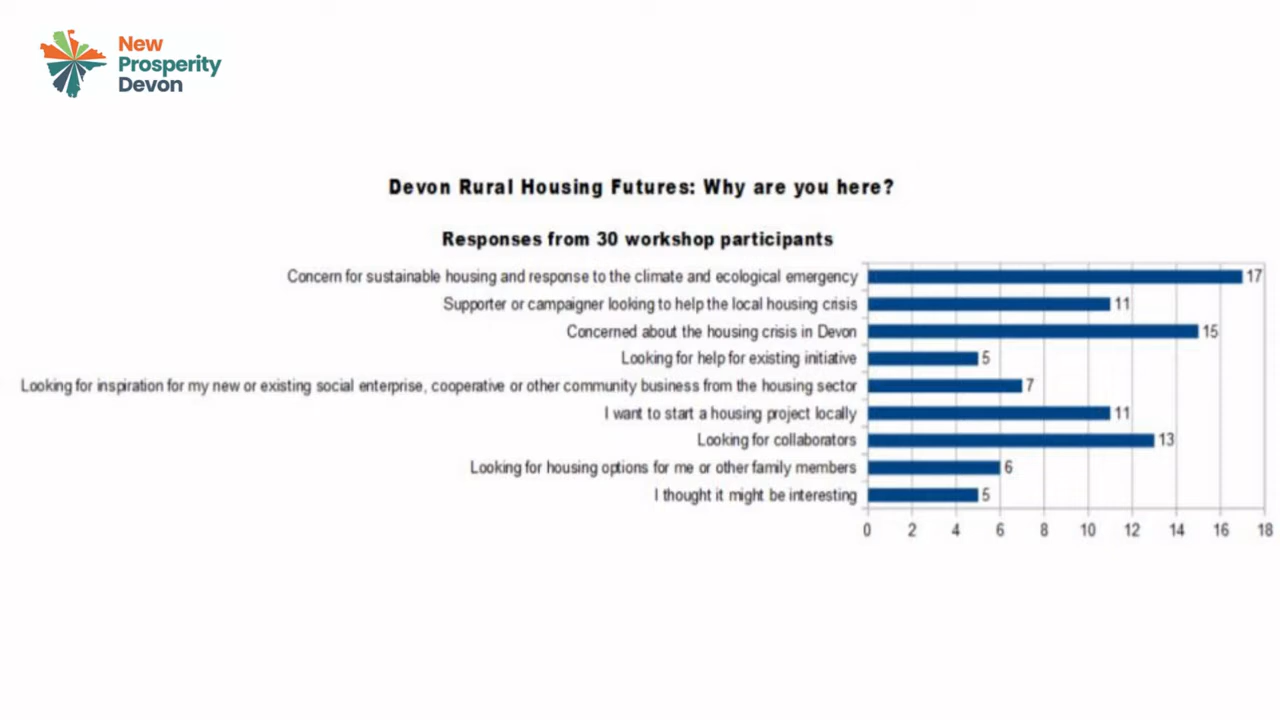 New
Prosperity
Devon
Devon Rural Housing Futures: Why are you here?
Responses from 30 workshop participants
Concern for sustainable housing and response to the climate and ecological emergency 17
Supporter or campaigner looking to help the local housing crisis 11
Concerned about the housing crisis in Devon 15
Looking for help for existing initiative 5
Looking for inspiration for my new or existing social enterprise, cooperative or other community business from the housing sector 7
I want to start a housing project locally 11
Looking for collaborators 13
Looking for housing options for me or other family members 6
I thought it might be interesting 5
0 2 4 6 8 10 12 14 16 18